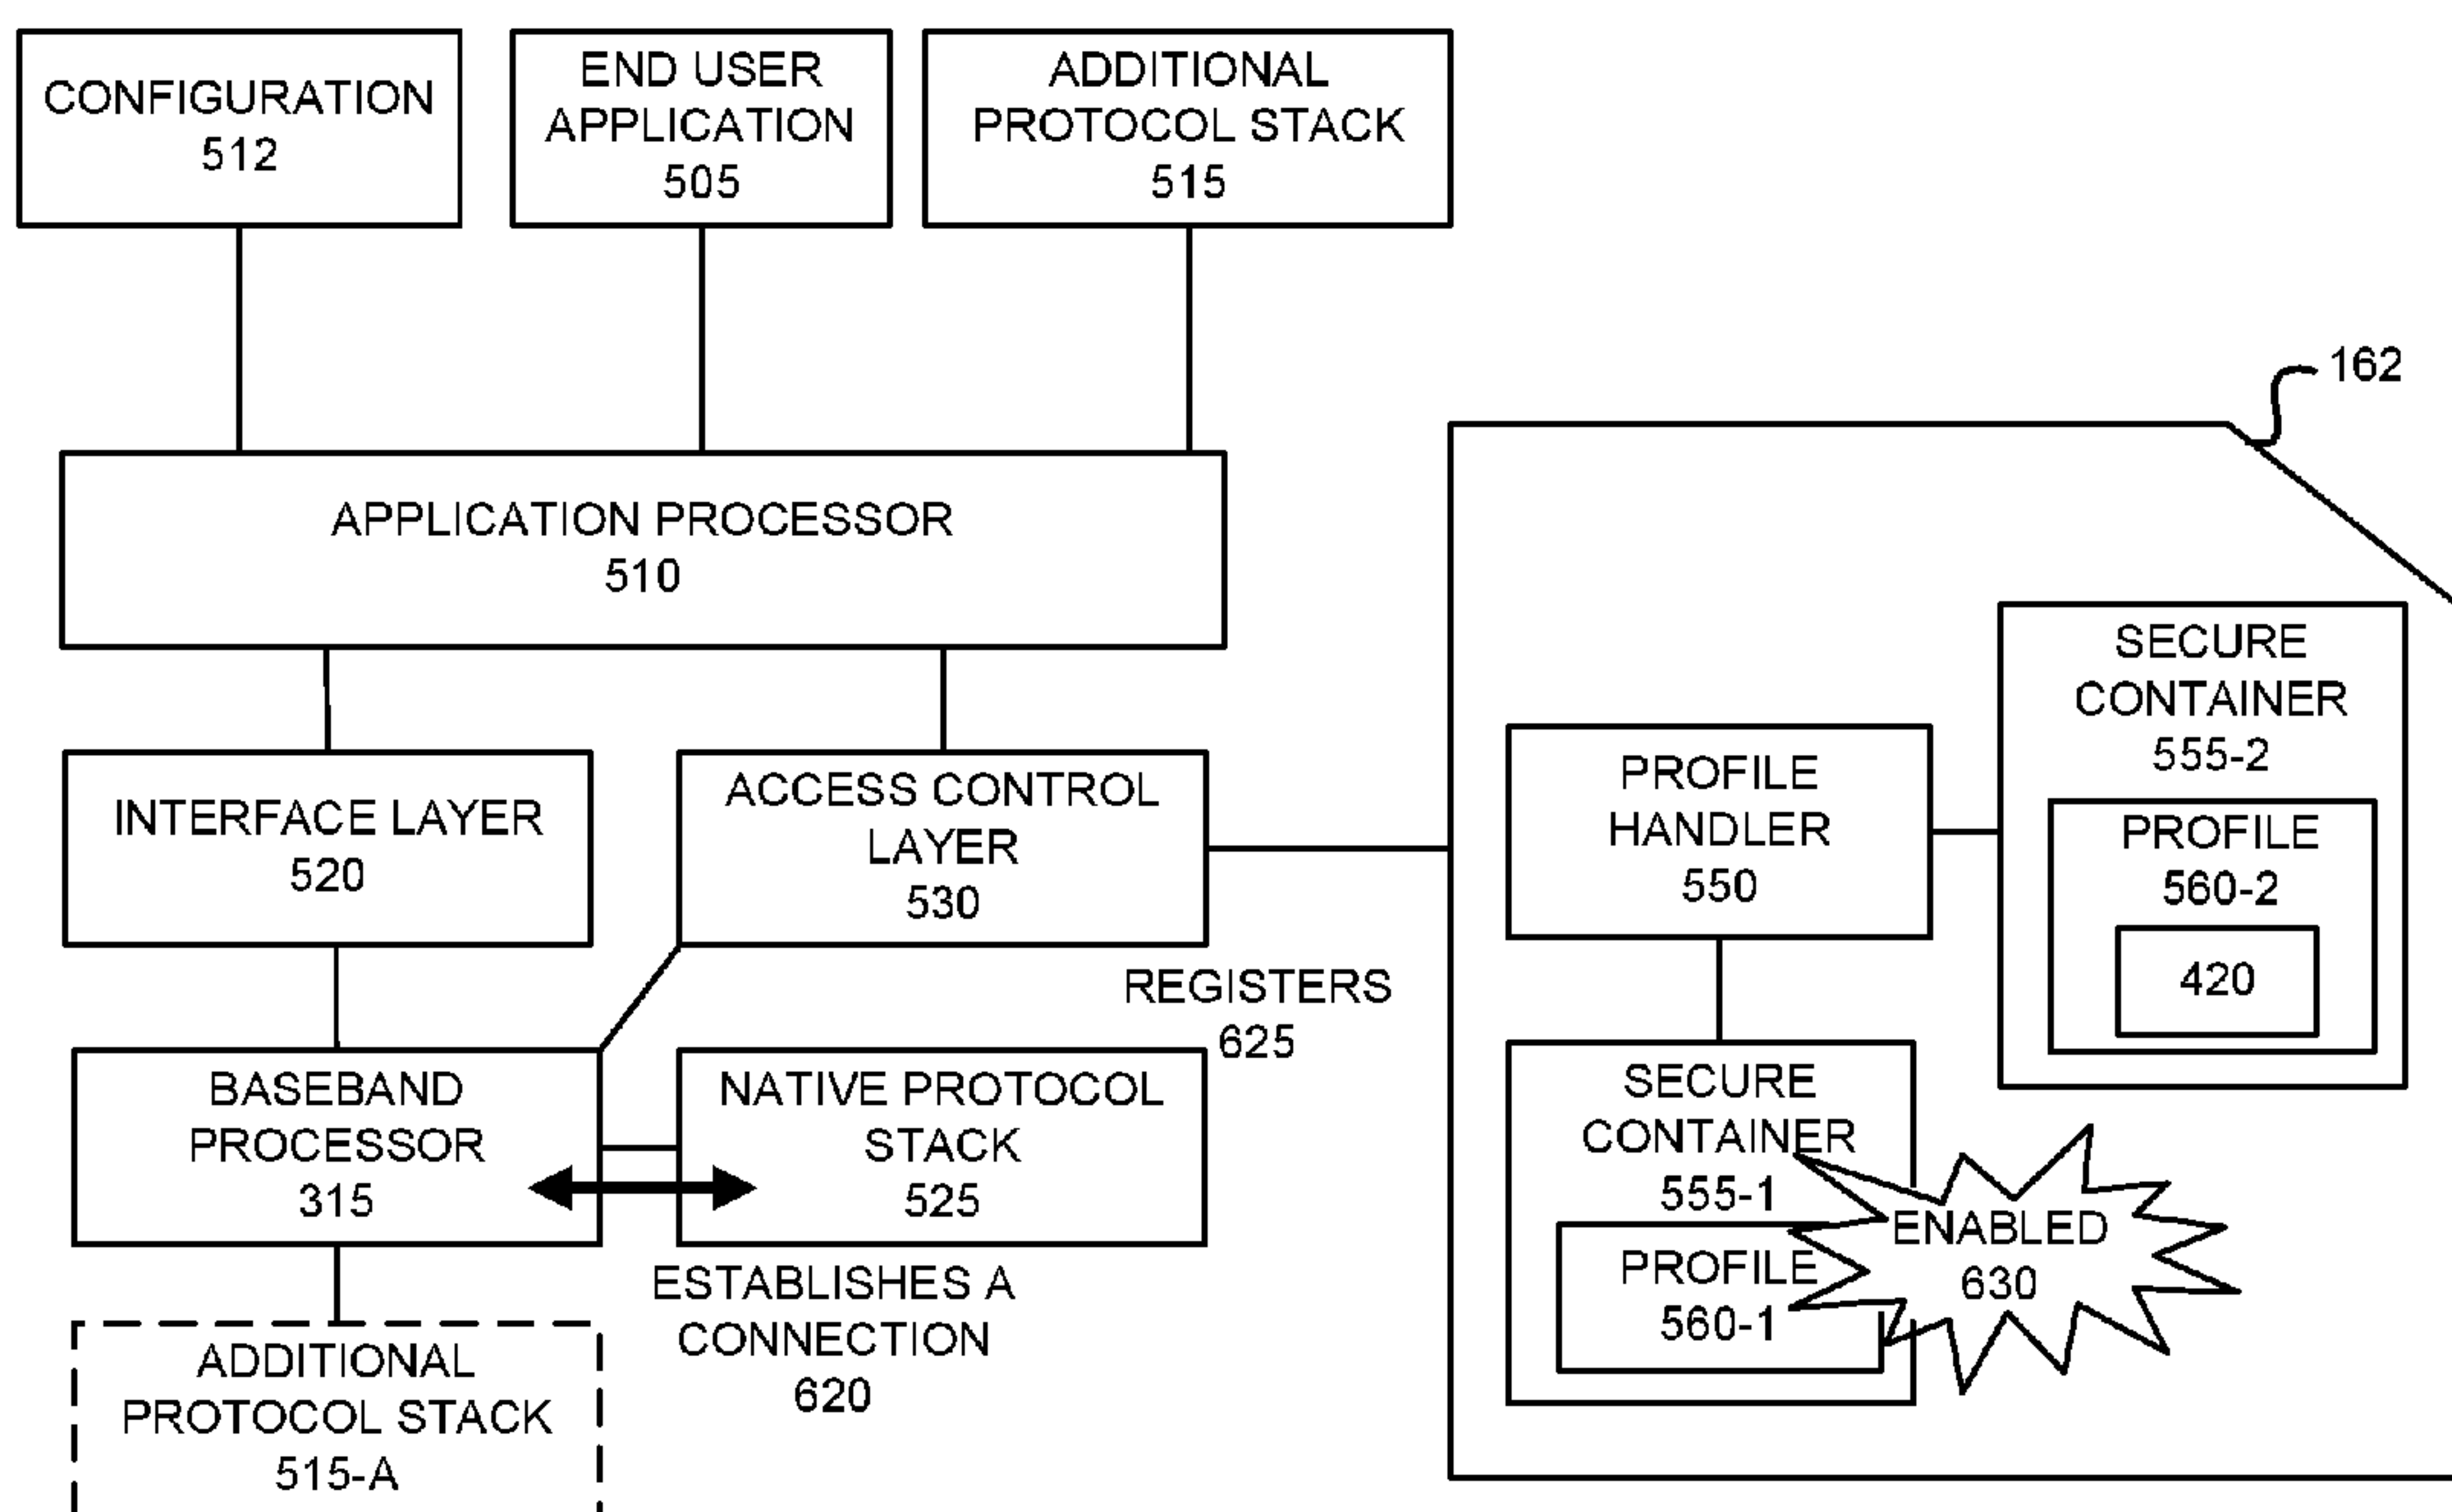 CONFIGURATION
512
END USER
APPLICATION
505
ADDITIONAL
PROTOCOL STACK
515
162
APPLICATION PROCESSOR
510
INTERFACE LAYER
520
ACCESS CONTROL
LAYER
530
PROFILE
HANDLER
550
SECURE
CONTAINER
555-2
PROFILE
560-2
420
REGISTERS
625
BASEBAND
PROCESSOR
315
NATIVE PROTOCOL
STACK
525
SECURE
CONTAINER
555-1
PROFILE
560-1
ENABLED
630
ESTABLISHES A
CONNECTION
620
ADDITIONAL
PROTOCOL STACK
515-A